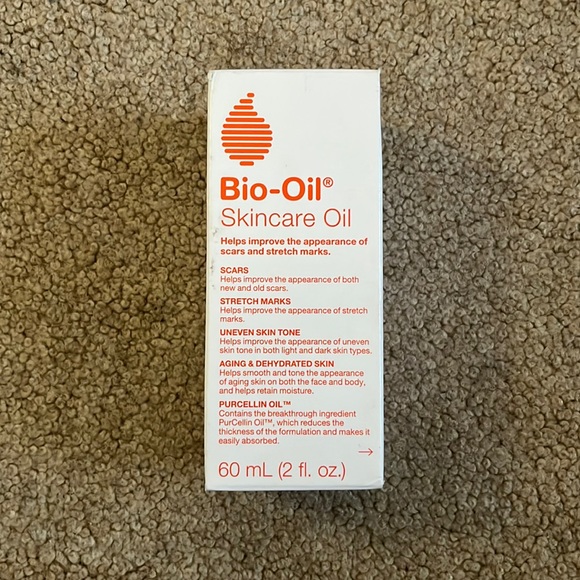 Bio-Oil®
Skincare Oil
Helps improve the appearance of
scars and stretch marks.
SCARS
Helps improve the appearance of both
new and old scars.
STRETCH MARKS
Helps improve the appearance of stretch
marks.
UNEVEN SKIN TONE
Helps improve the appearance of uneven
skin tone in both light and dark skin types.
AGING & DEHYDRATED SKIN
Helps smooth and tone the appearance
of aging skin on both the face and body,
and helps retain moisture.
PURCELLIN OIL™
Contains the breakthrough ingredient
PurCellin Oil™, which reduces the
thickness of the formulation and makes it
easily absorbed.
60 mL (2 fl. oz.)